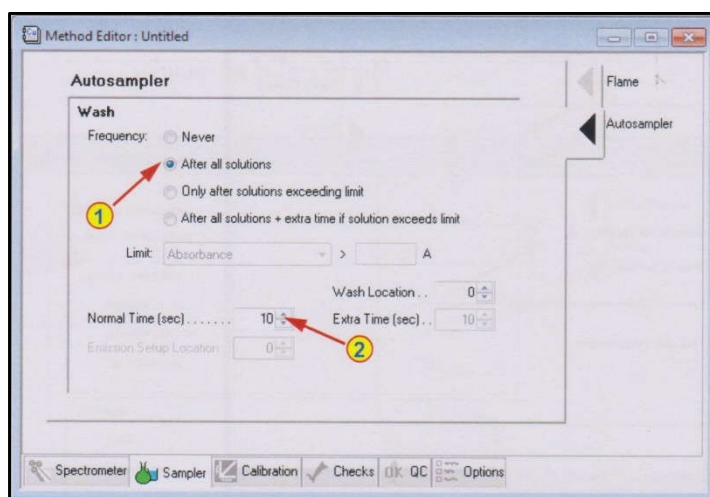 Method Editor : Untitled
Autosampler
Flame
Autosampler
Wash
Frequency: Never
After all solutions
Only after solutions exceeding limit
After all solutions + extra time if solution exceeds limit
1
Limit: Absorbance > A
Wash Location . . 0
Normal Time (sec) . . . . . . . 10 Extra Time (sec) . . 10
Emission Setup Location 0
2
Spectrometer Sampler Calibration Checks QC Options